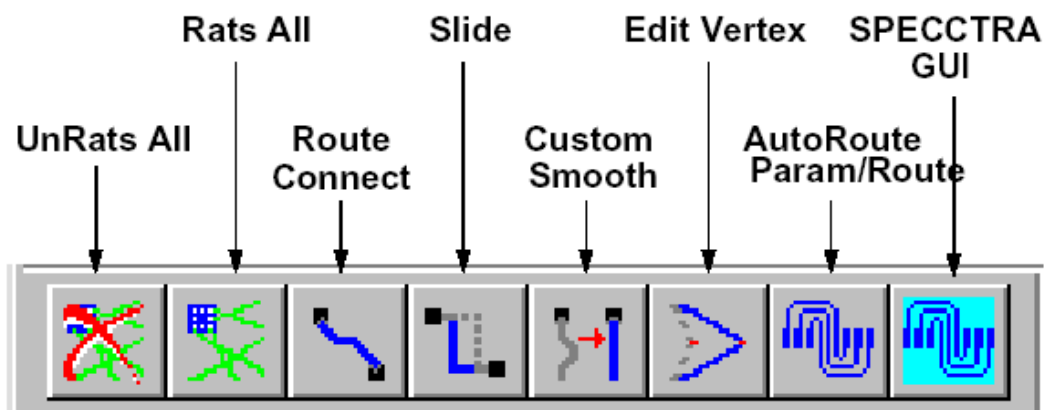 Rats All
Slide
Edit Vertex
SPECCTRA
GUI
UnRats All
Route
Connect
Custom
Smooth
AutoRoute
Param/Route